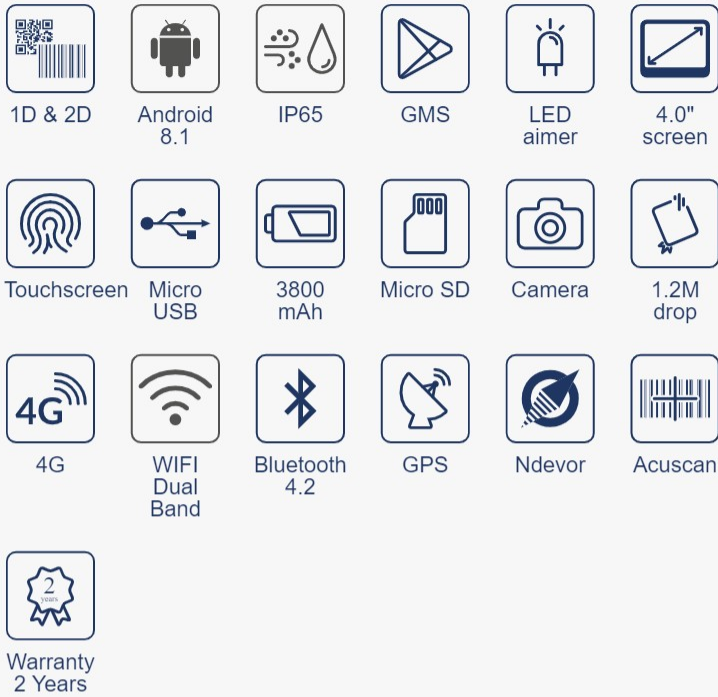 1D & 2D
Android
8.1
IP65
GMS
LED
aimer
4.0"
screen
Touchscreen
Micro
USB
3800
mAh
Micro SD
Camera
1.2M
drop
4G
4G
WIFI
Dual
Band
Bluetooth
4.2
GPS
Ndevor
Acuscan
2
years
Warranty
2 Years